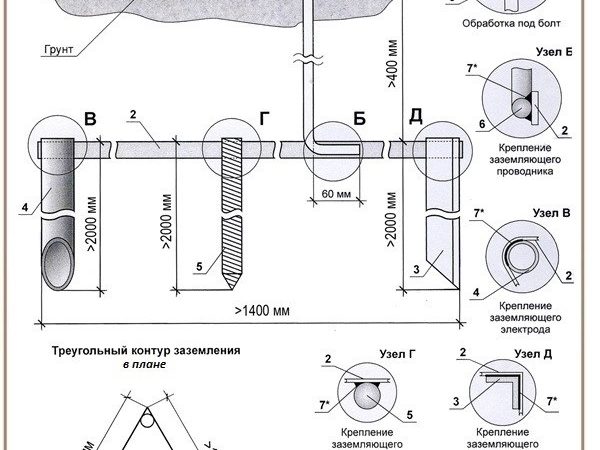 Обработка под болт
Грунт
>400 мм
Узел Б
7*
6
2
Крепление
заземляющего
проводника
В
2
Г
Б
Д
60 мм
4
>2000 мм
>2000 мм
5
>2000 мм
3
>1400 мм
Узел В
7*
2
4
Крепление
заземляющего
электрода
Треугольный контур заземления
в плане
Узел Г
2
7*
5
Крепление
заземляющего
Узел Д
2
3
7*
Крепление
заземляющего